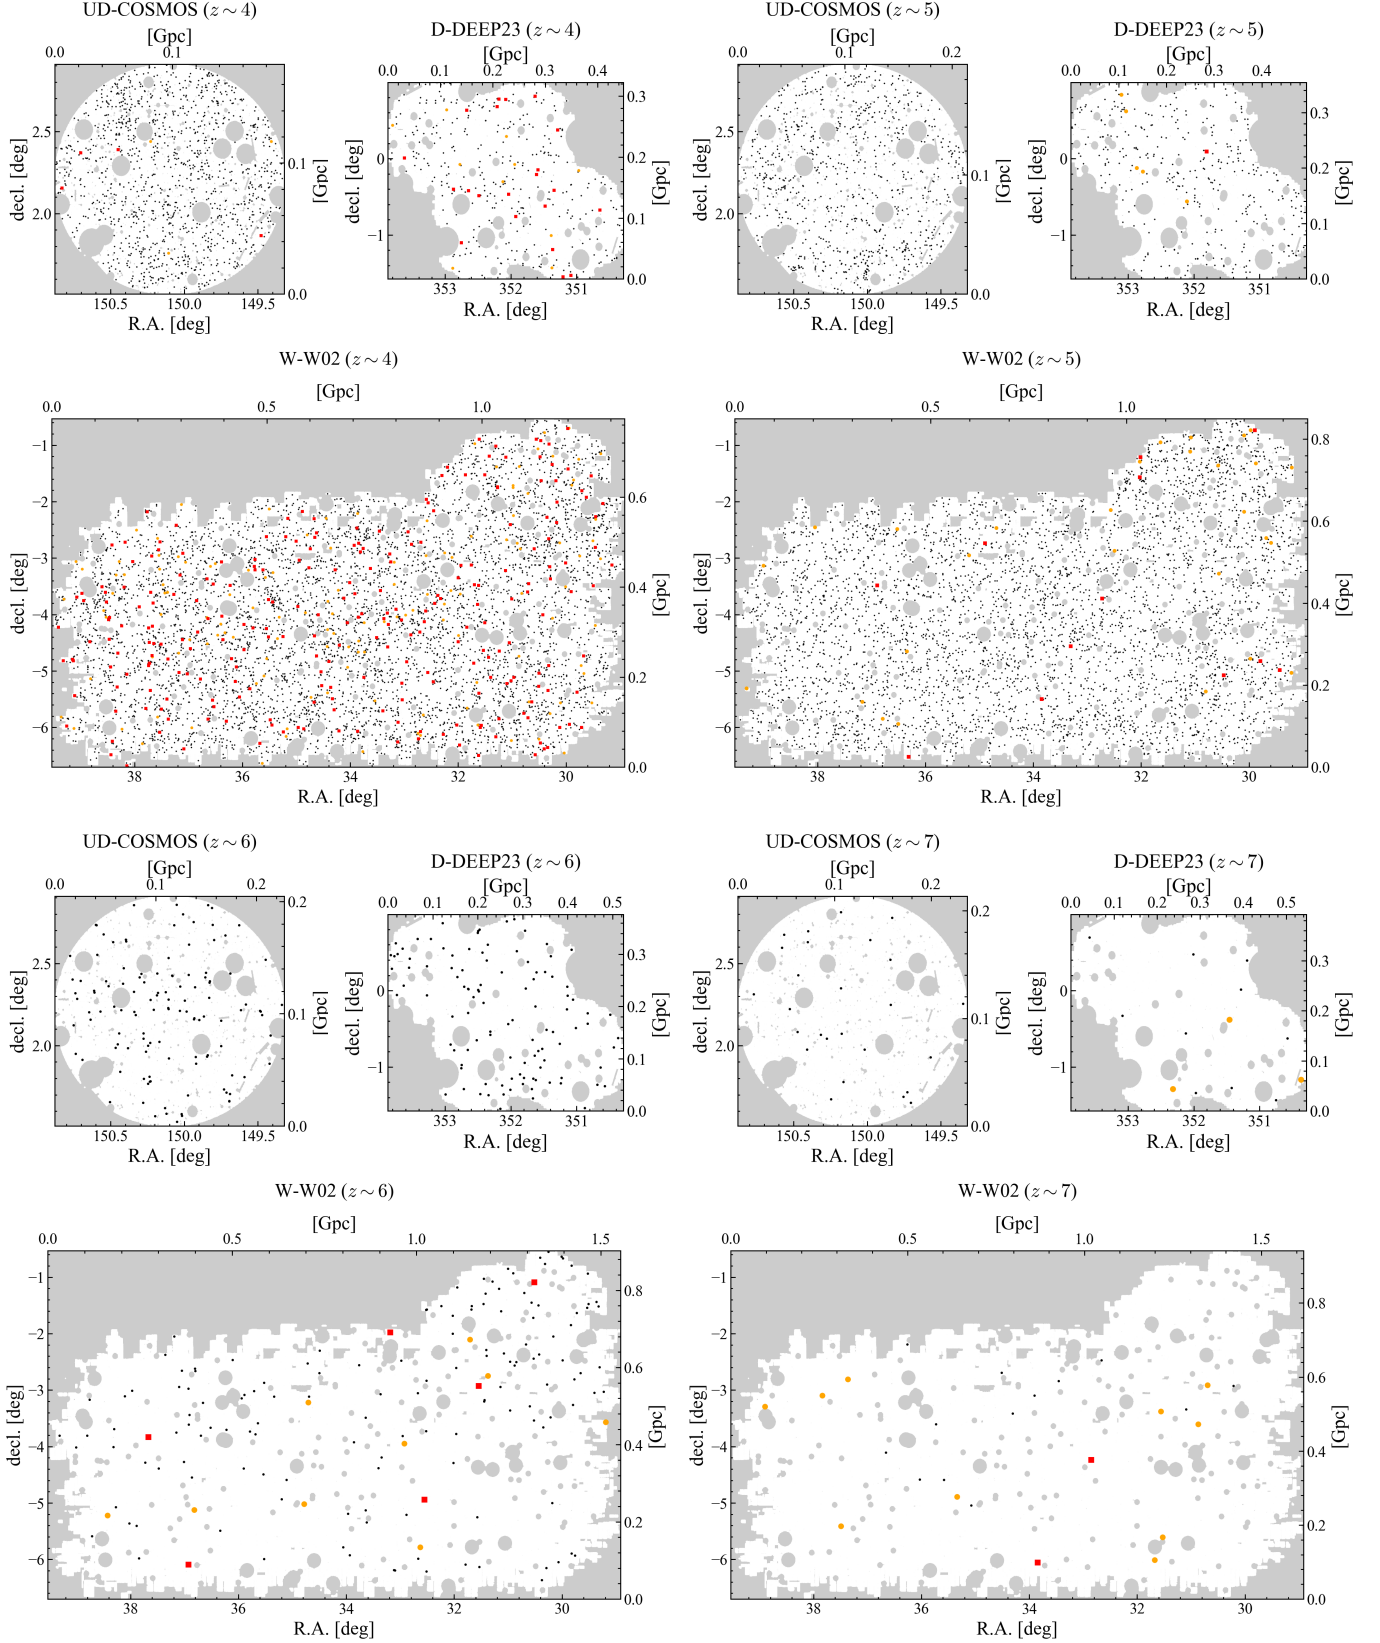 UD-COSMOS (z ~ 4)
[Gpc]
0.0 0.1
decl. [deg]
2.5
2.0
0.1
0.0
[Gpc]
150.5 150.0 149.5
R.A. [deg]
D-DEEP23 (z ~ 4)
[Gpc]
0.0 0.1 0.2 0.3 0.4
decl. [deg]
0
−1
0.3
0.2
0.1
0.0
[Gpc]
353 352 351
R.A. [deg]
UD-COSMOS (z ~ 5)
[Gpc]
0.0 0.1 0.2
decl. [deg]
2.5
2.0
0.1
0.0
[Gpc]
150.5 150.0 149.5
R.A. [deg]
D-DEEP23 (z ~ 5)
[Gpc]
0.0 0.1 0.2 0.3 0.4
decl. [deg]
0
−1
0.3
0.2
0.1
0.0
[Gpc]
353 352 351
R.A. [deg]
W-W02 (z ~ 4)
[Gpc]
0.0 0.5 1.0
decl. [deg]
−1
−2
−3
−4
−5
−6
0.6
0.4
0.2
0.0
[Gpc]
38 36 34 32 30
R.A. [deg]
W-W02 (z ~ 5)
[Gpc]
0.0 0.5 1.0
decl. [deg]
−1
−2
−3
−4
−5
−6
0.8
0.6
0.4
0.2
0.0
[Gpc]
38 36 34 32 30
R.A. [deg]
UD-COSMOS (z ~ 6)
[Gpc]
0.0 0.1 0.2
decl. [deg]
2.5
2.0
0.2
0.1
0.0
[Gpc]
150.5 150.0 149.5
R.A. [deg]
D-DEEP23 (z ~ 6)
[Gpc]
0.0 0.1 0.2 0.3 0.4 0.5
decl. [deg]
0
−1
0.3
0.2
0.1
0.0
[Gpc]
353 352 351
R.A. [deg]
UD-COSMOS (z ~ 7)
[Gpc]
0.0 0.1 0.2
decl. [deg]
2.5
2.0
0.2
0.1
0.0
[Gpc]
150.5 150.0 149.5
R.A. [deg]
D-DEEP23 (z ~ 7)
[Gpc]
0.0 0.1 0.2 0.3 0.4 0.5
decl. [deg]
0
−1
0.3
0.2
0.1
0.0
[Gpc]
353 352 351
R.A. [deg]
W-W02 (z ~ 6)
[Gpc]
0.0 0.5 1.0 1.5
decl. [deg]
−1
−2
−3
−4
−5
−6
0.8
0.6
0.4
0.2
0.0
[Gpc]
38 36 34 32 30
R.A. [deg]
W-W02 (z ~ 7)
[Gpc]
0.0 0.5 1.0 1.5
decl. [deg]
−1
−2
−3
−4
−5
−6
0.8
0.6
0.4
0.2
0.0
[Gpc]
38 36 34 32 30
R.A. [deg]